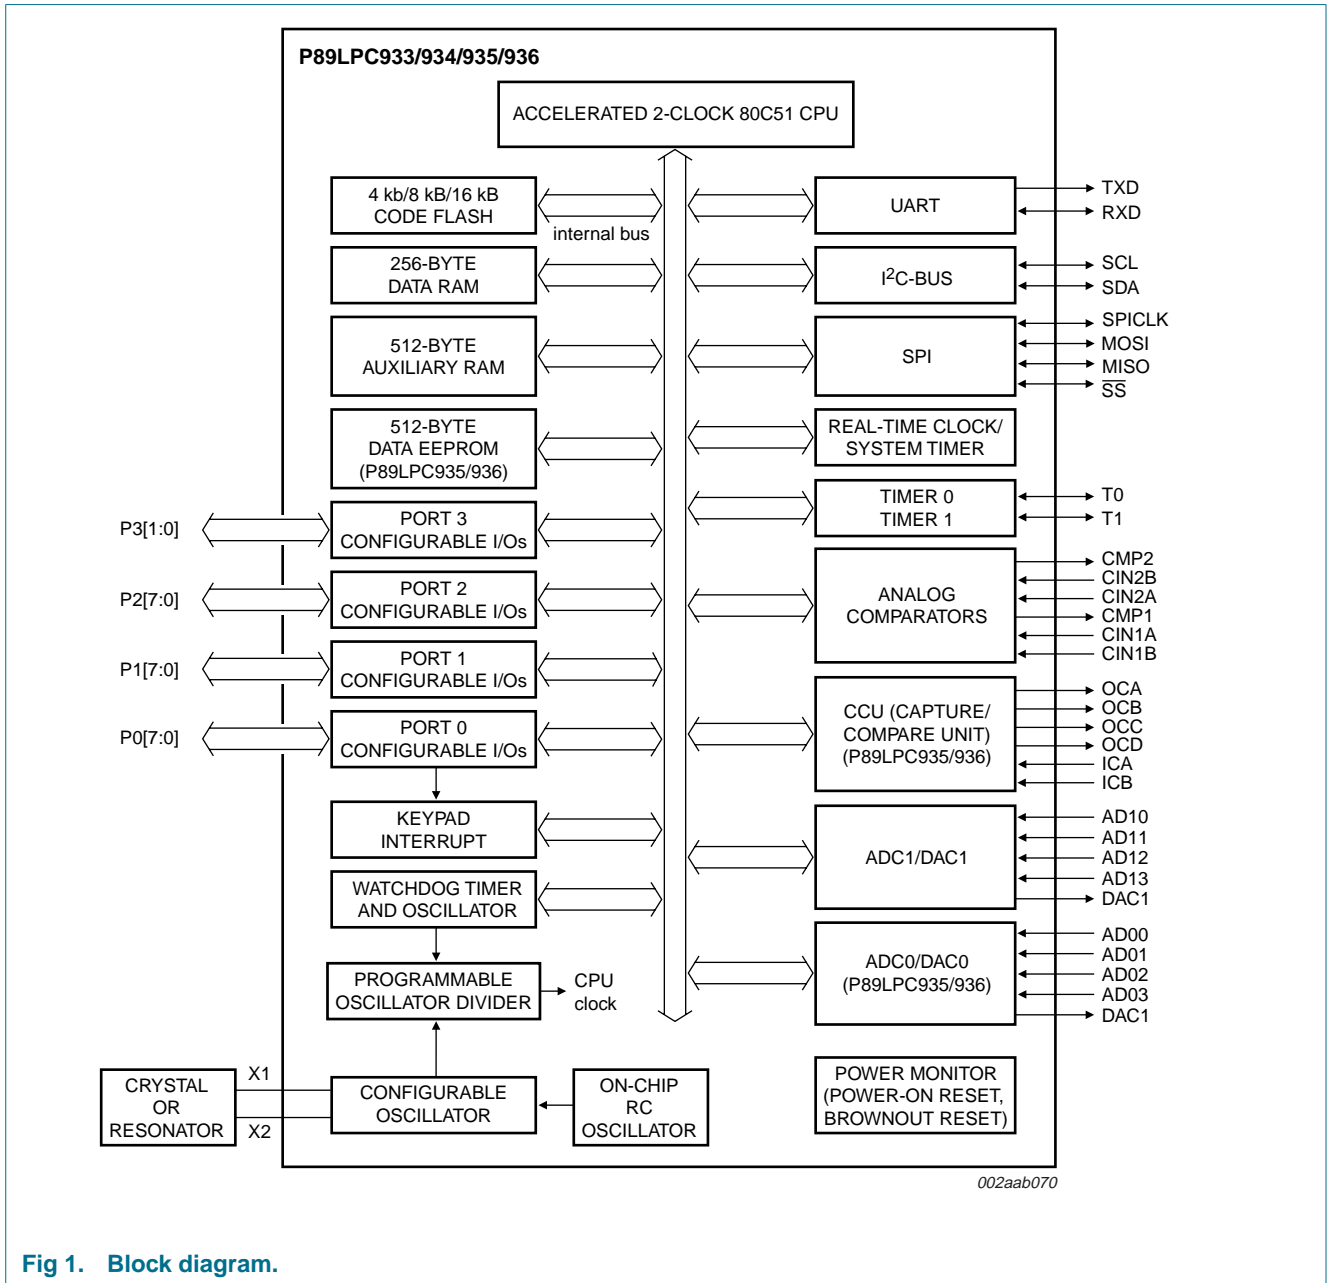 P89LPC933/934/935/936
ACCELERATED 2-CLOCK 80C51 CPU
4 kb/8 kB/16 kB
CODE FLASH
internal bus
256-BYTE
DATA RAM
512-BYTE
AUXILIARY RAM
512-BYTE
DATA EEPROM
(P89LPC935/936)
P3[1:0]
PORT 3
CONFIGURABLE I/Os
P2[7:0]
PORT 2
CONFIGURABLE I/Os
P1[7:0]
PORT 1
CONFIGURABLE I/Os
P0[7:0]
PORT 0
CONFIGURABLE I/Os
KEYPAD
INTERRUPT
WATCHDOG TIMER
AND OSCILLATOR
PROGRAMMABLE
OSCILLATOR DIVIDER
CPU
clock
CRYSTAL
OR
RESONATOR
X1
X2
CONFIGURABLE
OSCILLATOR
ON-CHIP
RC
OSCILLATOR
UART
TXD
RXD
I2C-BUS
SCL
SDA
SPI
SPICLK
MOSI
MISO
SS
REAL-TIME CLOCK/
SYSTEM TIMER
TIMER 0
TIMER 1
T0
T1
ANALOG
COMPARATORS
CMP2
CIN2B
CIN2A
CMP1
CIN1A
CIN1B
CCU (CAPTURE/
COMPARE UNIT)
(P89LPC935/936)
OCA
OCB
OCC
OCD
ICA
ICB
ADC1/DAC1
AD10
AD11
AD12
AD13
DAC1
ADC0/DAC0
(P89LPC935/936)
AD00
AD01
AD02
AD03
DAC1
POWER MONITOR
(POWER-ON RESET,
BROWNOUT RESET)
002aab070
Fig 1. Block diagram.